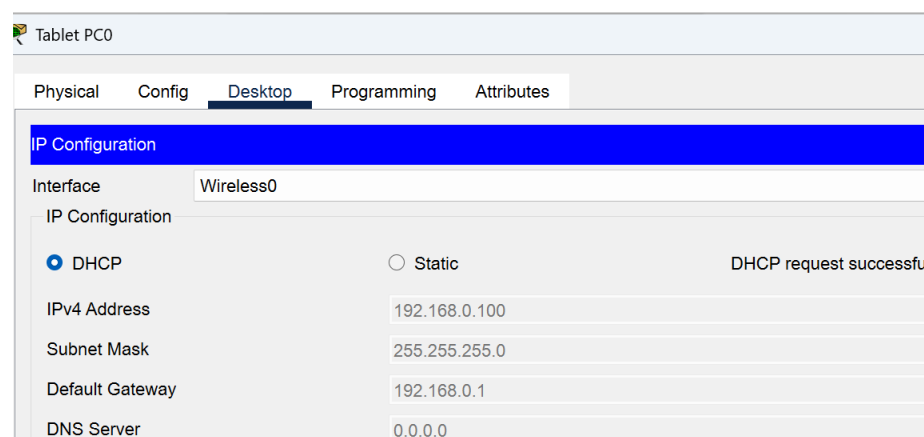 Tablet PC0
Physical Config Desktop Programming Attributes
IP Configuration
Interface Wireless0
IP Configuration
DHCP Static DHCP request successfu
IPv4 Address 192.168.0.100
Subnet Mask 255.255.255.0
Default Gateway 192.168.0.1
DNS Server 0.0.0.0